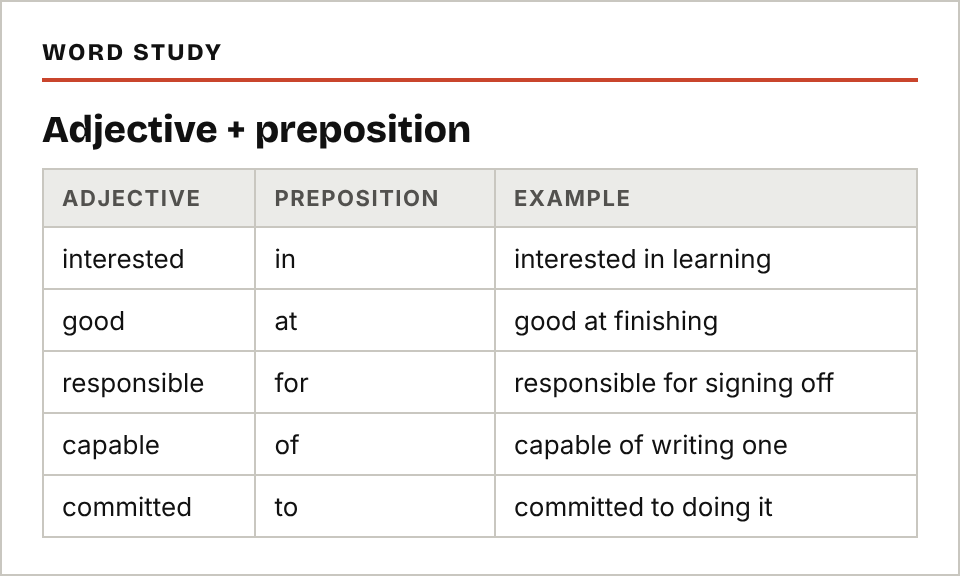 WORD STUDY
Adjective + preposition
ADJECTIVE PREPOSITION EXAMPLE
interested in interested in learning
good at good at finishing
responsible for responsible for signing off
capable of capable of writing one
committed to committed to doing it